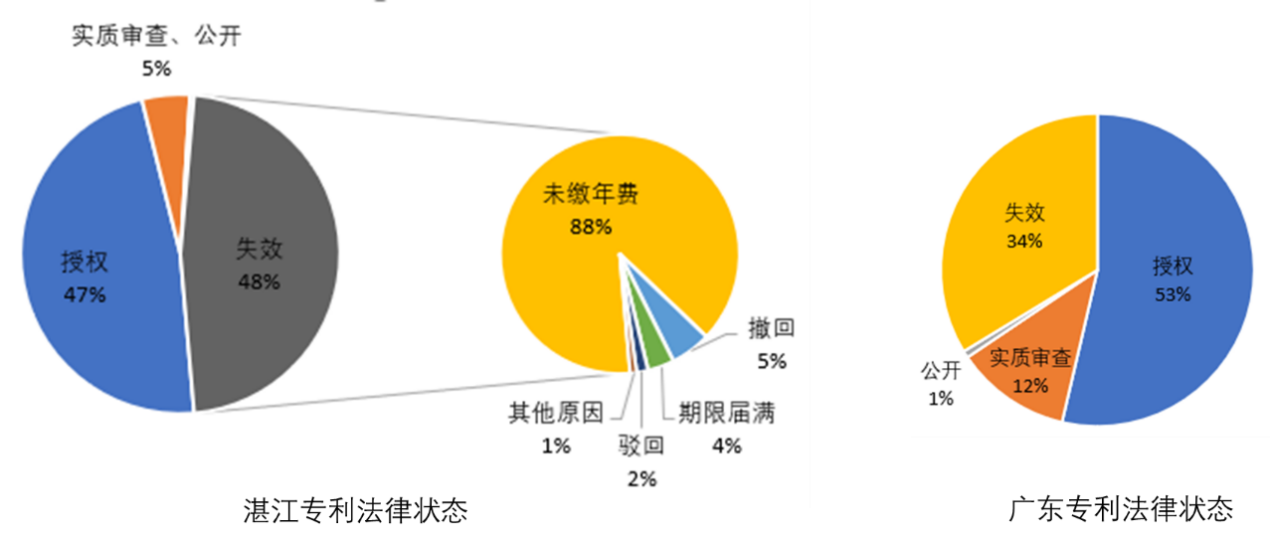 实质审查、公开
5%
授权
47%
失效
48%
未缴年费
88%
撤回
5%
期限届满
4%
驳回
2%
其他原因
1%
湛江专利法律状态
失效
34%
授权
53%
实质审查
12%
公开
1%
广东专利法律状态